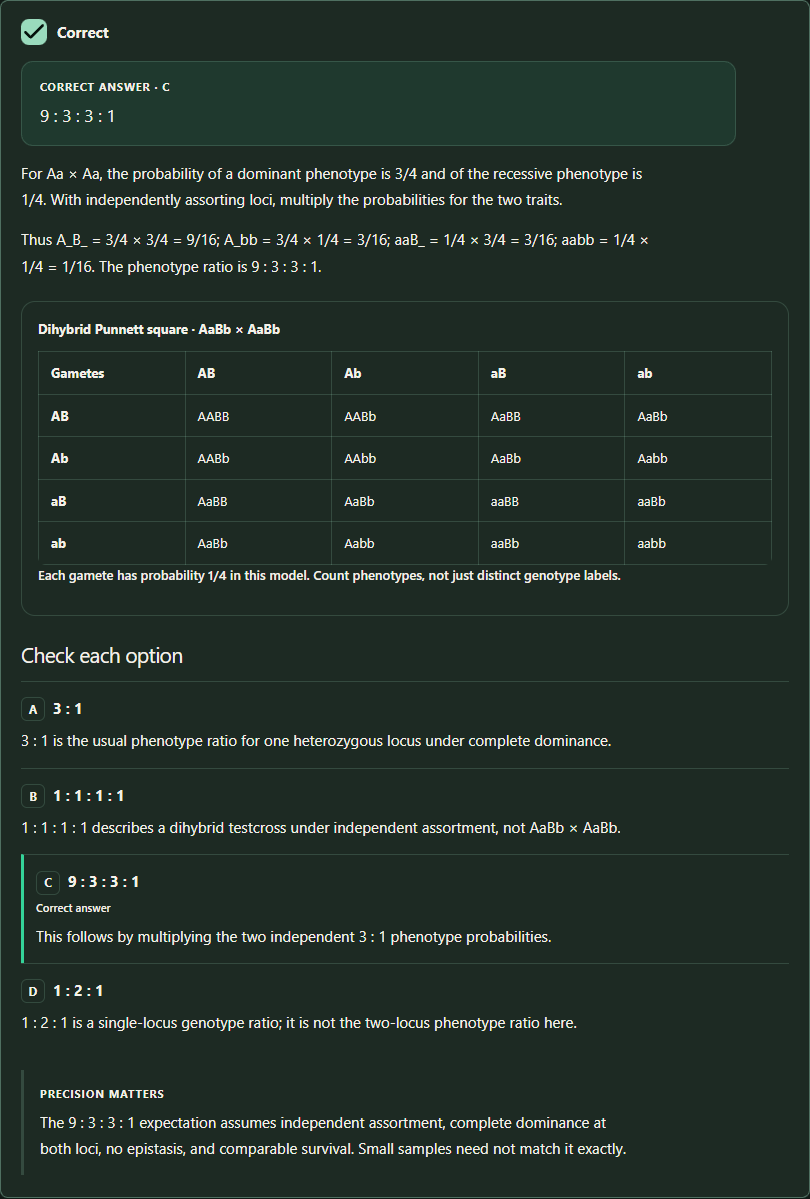 Correct
CORRECT ANSWER · C
9 : 3 : 3 : 1
For Aa × Aa, the probability of a dominant phenotype is 3/4 and of the recessive phenotype is
1/4. With independently assorting loci, multiply the probabilities for the two traits.
Thus A_B_ = 3/4 × 3/4 = 9/16; A_bb = 3/4 × 1/4 = 3/16; aaB_ = 1/4 × 3/4 = 3/16; aabb = 1/4 ×
1/4 = 1/16. The phenotype ratio is 9 : 3 : 3 : 1.
Dihybrid Punnett square · AaBb × AaBb
Gametes AB Ab aB ab
AB AABB AABb AaBB AaBb
Ab AABb AAbb AaBb Aabb
aB AaBB AaBb aaBB aaBb
ab AaBb Aabb aaBb aabb
Each gamete has probability 1/4 in this model. Count phenotypes, not just distinct genotype labels.
Check each option
A 3 : 1
3 : 1 is the usual phenotype ratio for one heterozygous locus under complete dominance.
B 1 : 1 : 1 : 1
1 : 1 : 1 : 1 describes a dihybrid testcross under independent assortment, not AaBb × AaBb.
C 9 : 3 : 3 : 1
Correct answer
This follows by multiplying the two independent 3 : 1 phenotype probabilities.
D 1 : 2 : 1
1 : 2 : 1 is a single-locus genotype ratio; it is not the two-locus phenotype ratio here.
PRECISION MATTERS
The 9 : 3 : 3 : 1 expectation assumes independent assortment, complete dominance at
both loci, no epistasis, and comparable survival. Small samples need not match it exactly.